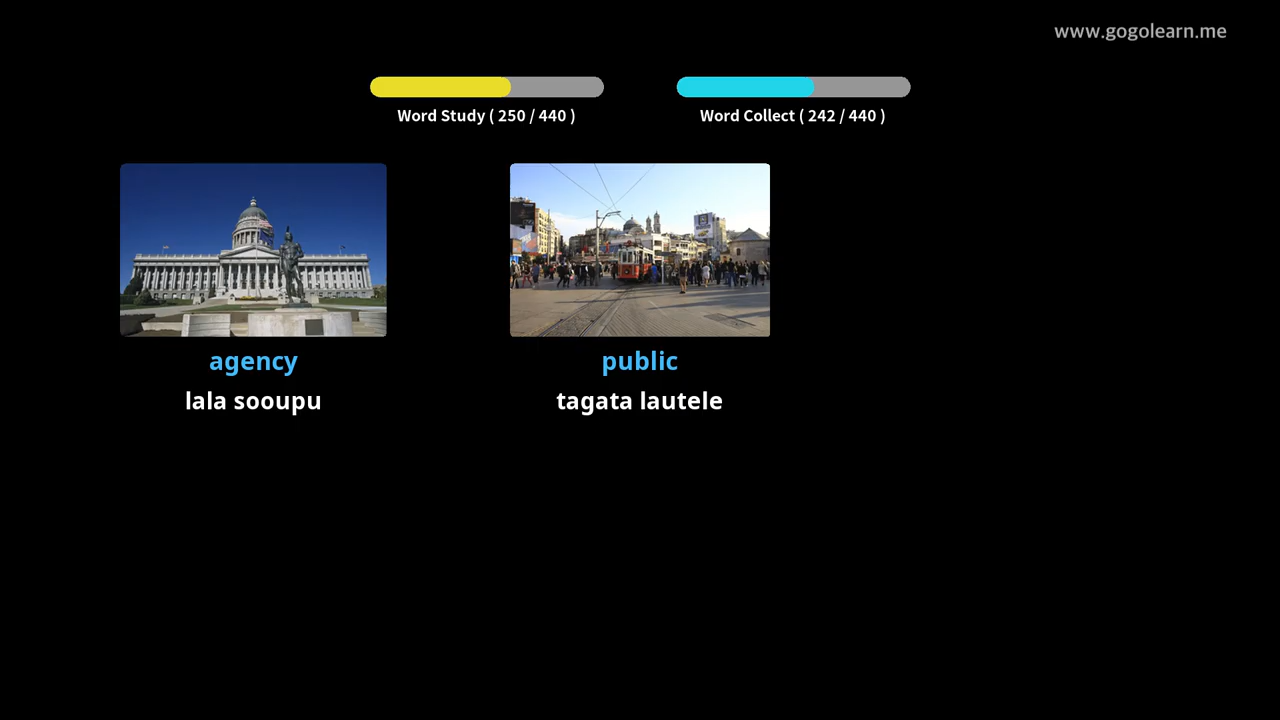 www.gogolearn.me
Word Study ( 250 / 440 )
Word Collect ( 242 / 440 )
agency
public
lala sooupu
tagata lautele